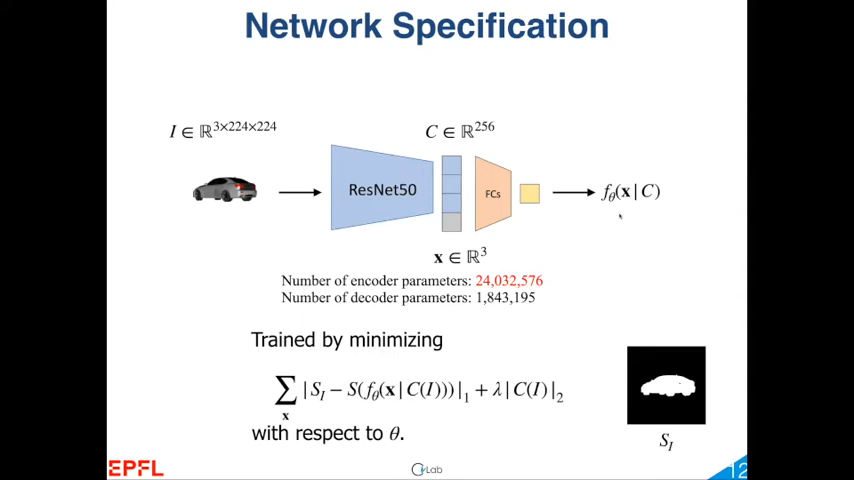 Network Specification
I ∈ ℝ^{3×224×224}
C ∈ ℝ^{256}
ResNet50
FCs
f_θ(x | C)
x ∈ ℝ^3
Number of encoder parameters: 24,032,576
Number of decoder parameters: 1,843,195
Trained by minimizing
∑_x | S_I − S(f_θ(x | C(I))) |_1 + λ | C(I) |_2
with respect to θ.
S_I
EPFL
CVLab
12